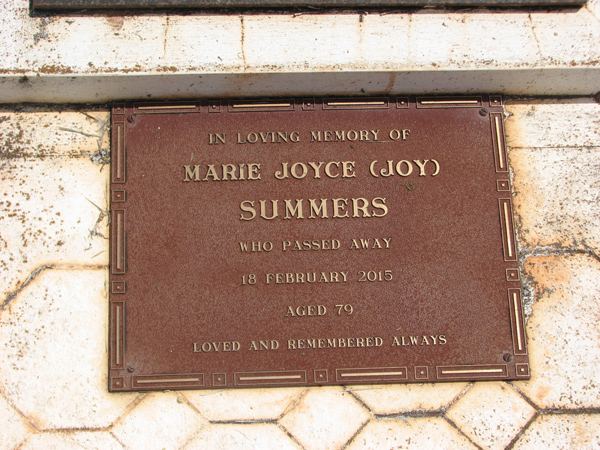 IN LOVING MEMORY OF
MARIE JOYCE (JOY)
SUMMERS
WHO PASSED AWAY
18 FEBRUARY 2015
AGED 79
LOVED AND REMEMBERED ALWAYS